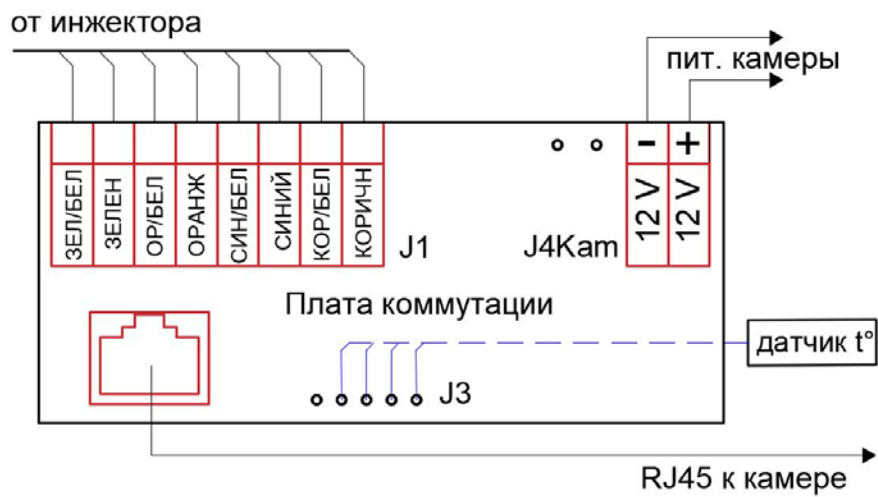 от инжектора
пит. камеры
- +
ЗЕЛ/БЕЛ
ЗЕЛЕН
ОР/БЕЛ
ОРАНЖ
СИН/БЕЛ
СИНИЙ
КОР/БЕЛ
КОРИЧН
J1
J4Kam
12 V
12 V
Плата коммутации
датчик t°
J3
RJ45 к камере